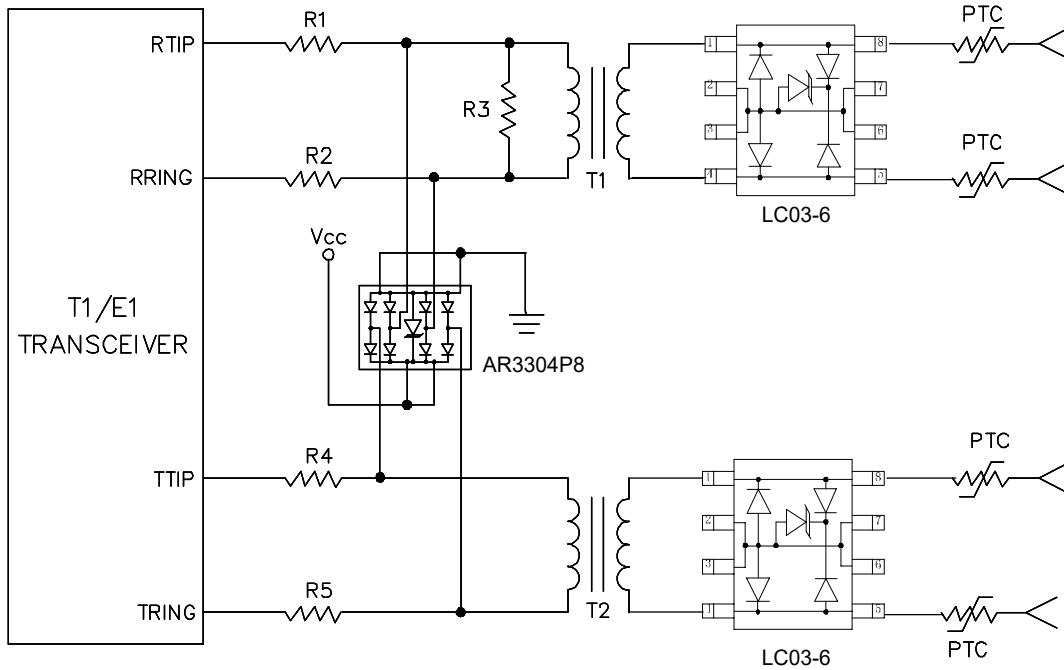 R1
PTC
RTIP
1
8
2
7
R3
3
6
R2
PTC
RRING
4
5
T1
LC03-6
Vcc
T1/E1
TRANSCEIVER
AR3304P8
R4
PTC
TTIP
1
8
2
7
3
6
R5
TRING
1
5
T2
PTC
LC03-6